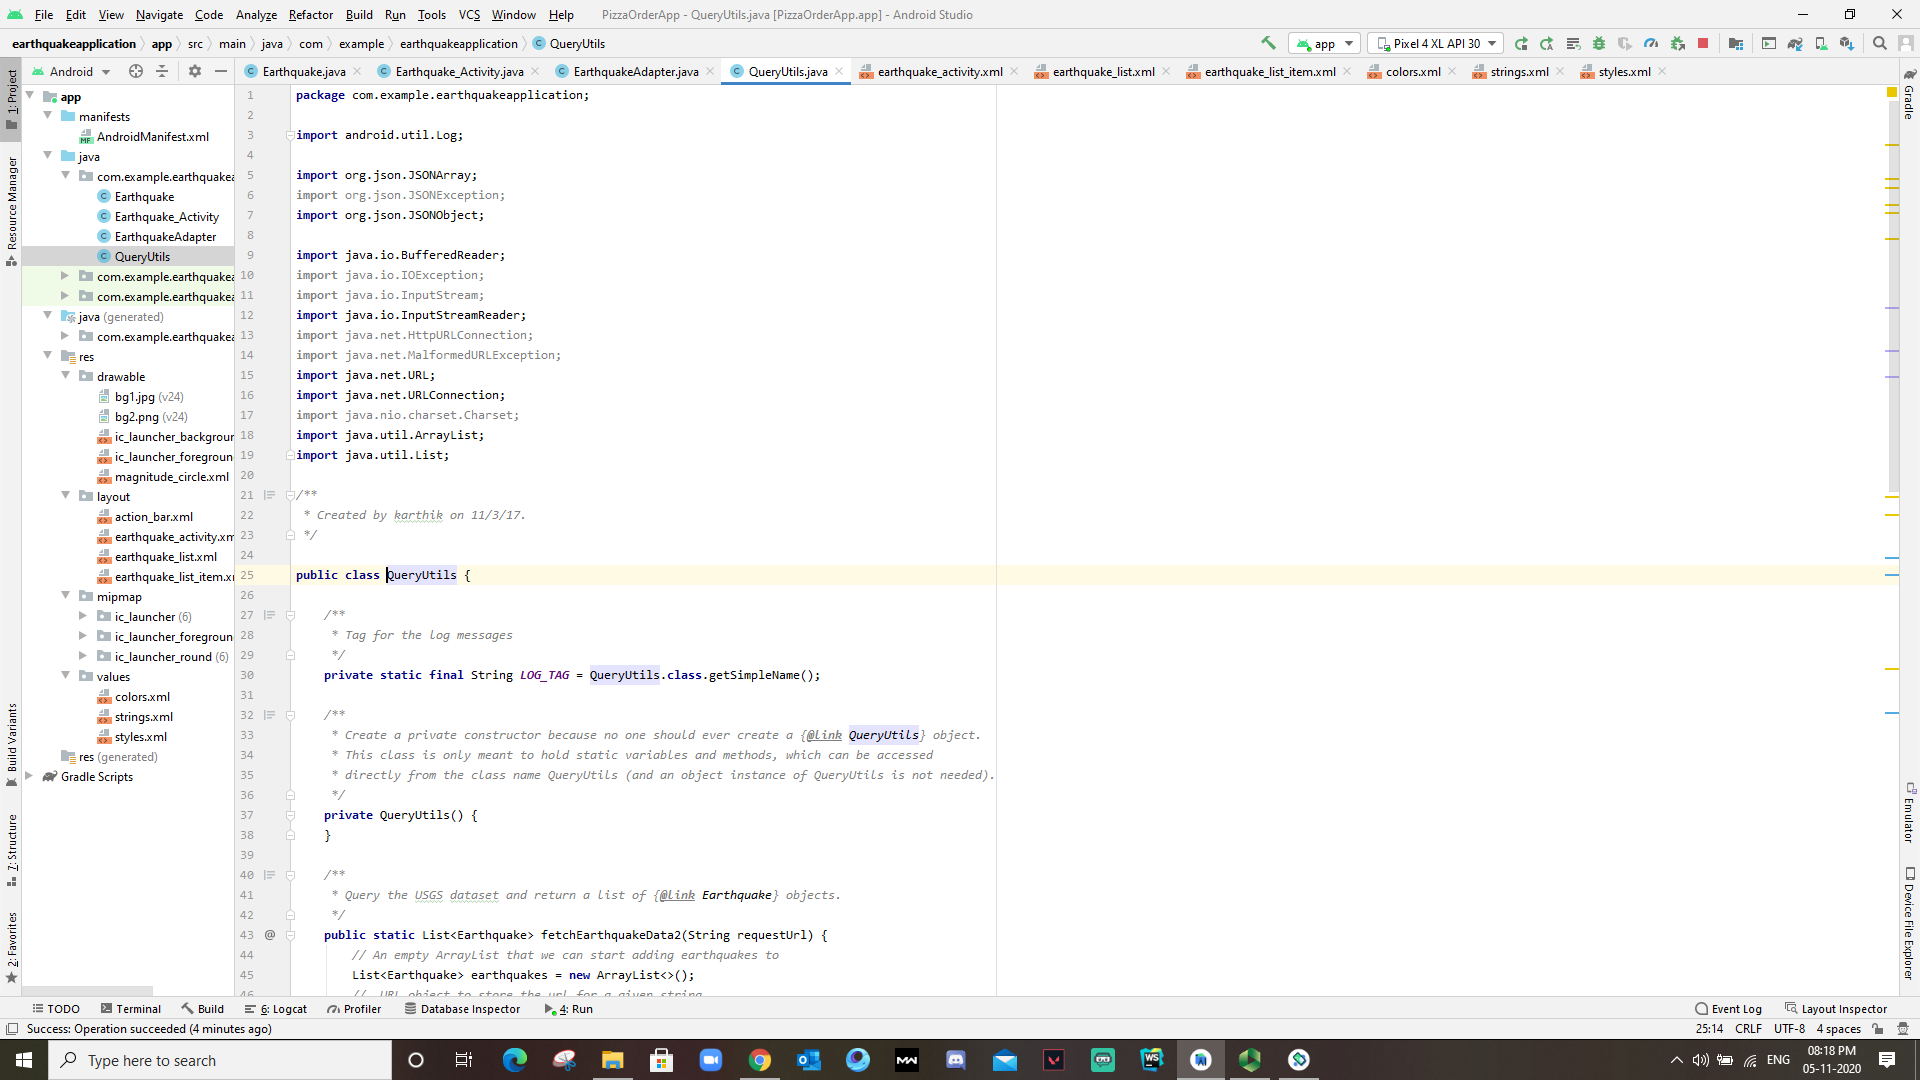 File Edit View Navigate Code Analyze Refactor Build Run Tools VCS Window Help PizzaOrderApp - QueryUtils.java [PizzaOrderApp.app] - Android Studio
earthquakeapplication app src main java com example earthquakeapplication QueryUtils app Pixel 4 XL API 30
Android Earthquake.java Earthquake_Activity.java EarthquakeAdapter.java QueryUtils.java earthquake_activity.xml earthquake_list.xml earthquake_list_item.xml colors.xml strings.xml styles.xml
1: Project
Resource Manager
Build Variants
7: Structure
2: Favorites
app
manifests
AndroidManifest.xml
java
com.example.earthquakea
Earthquake
Earthquake_Activity
EarthquakeAdapter
QueryUtils
com.example.earthquakea
com.example.earthquakea
java (generated)
com.example.earthquakea
res
drawable
bg1.jpg (v24)
bg2.png (v24)
ic_launcher_backgroun
ic_launcher_foregroun
magnitude_circle.xml
layout
action_bar.xml
earthquake_activity.xm
earthquake_list.xml
earthquake_list_item.x
mipmap
ic_launcher (6)
ic_launcher_foregroun
ic_launcher_round (6)
values
colors.xml
strings.xml
styles.xml
res (generated)
Gradle Scripts
1 package com.example.earthquakeapplication;
2
3 import android.util.Log;
4
5 import org.json.JSONArray;
6 import org.json.JSONException;
7 import org.json.JSONObject;
8
9 import java.io.BufferedReader;
10 import java.io.IOException;
11 import java.io.InputStream;
12 import java.io.InputStreamReader;
13 import java.net.HttpURLConnection;
14 import java.net.MalformedURLException;
15 import java.net.URL;
16 import java.net.URLConnection;
17 import java.nio.charset.Charset;
18 import java.util.ArrayList;
19 import java.util.List;
20
21 /**
22 * Created by karthik on 11/3/17.
23 */
24
25 public class QueryUtils {
26
27 /**
28 * Tag for the log messages
29 */
30 private static final String LOG_TAG = QueryUtils.class.getSimpleName();
31
32 /**
33 * Create a private constructor because no one should ever create a {@link QueryUtils} object.
34 * This class is only meant to hold static variables and methods, which can be accessed
35 * directly from the class name QueryUtils (and an object instance of QueryUtils is not needed).
36 */
37 private QueryUtils() {
38 }
39
40 /**
41 * Query the USGS dataset and return a list of {@link Earthquake} objects.
42 */
43 @ public static List<Earthquake> fetchEarthquakeData2(String requestUrl) {
44 // An empty ArrayList that we can start adding earthquakes to
45 List<Earthquake> earthquakes = new ArrayList<>();
46 // URL object to store the url for a given string
Gradle
Emulator
Device File Explorer
TODO Terminal Build 6: Logcat Profiler Database Inspector 4: Run Event Log Layout Inspector
Success: Operation succeeded (4 minutes ago) 25:14 CRLF UTF-8 4 spaces
Type here to search ENG 08:18 PM
05-11-2020